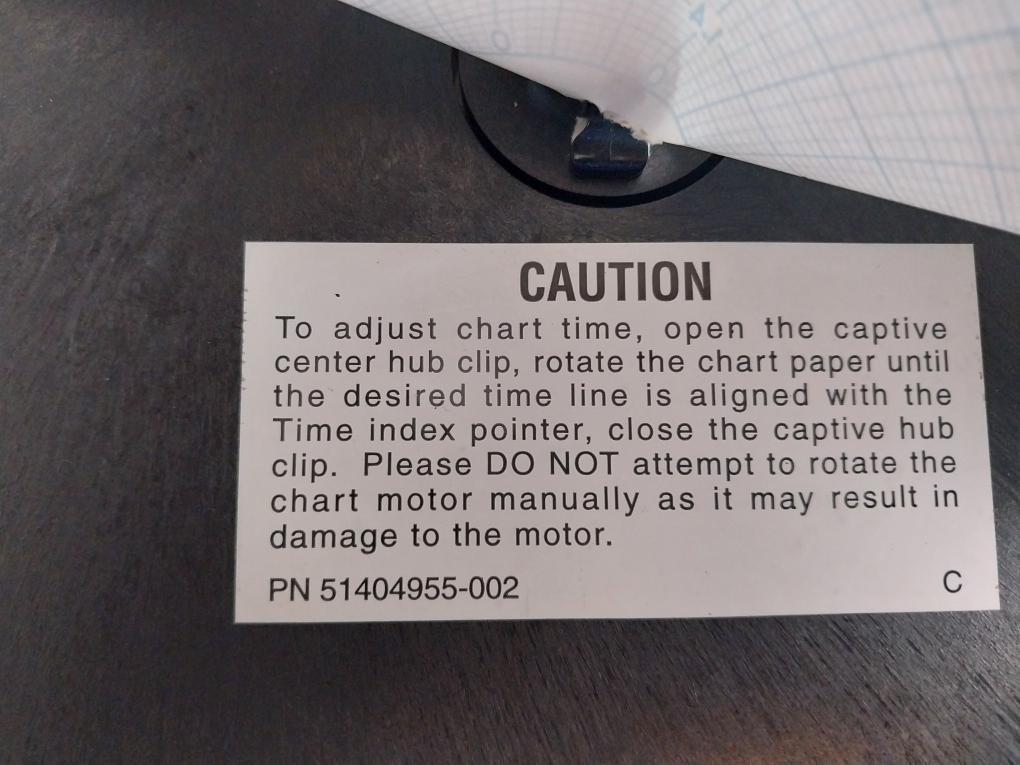 CAUTION
To adjust chart time, open the captive
center hub clip, rotate the chart paper until
the desired time line is aligned with the
Time index pointer, close the captive hub
clip. Please DO NOT attempt to rotate the
chart motor manually as it may result in
damage to the motor.
PN 51404955-002 C